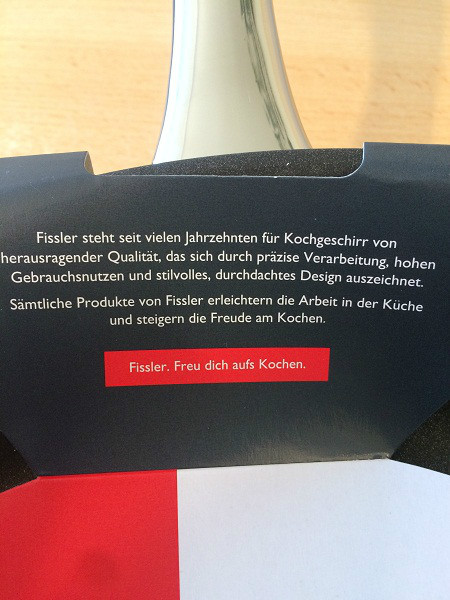 Fissler steht seit vielen Jahrzehnten für Kochgeschirr von
herausragender Qualität, das sich durch präzise Verarbeitung, hohen
Gebrauchsnutzen und stilvolles, durchdachtes Design auszeichnet.
Sämtliche Produkte von Fissler erleichtern die Arbeit in der Küche
und steigern die Freude am Kochen.
Fissler. Freu dich aufs Kochen.